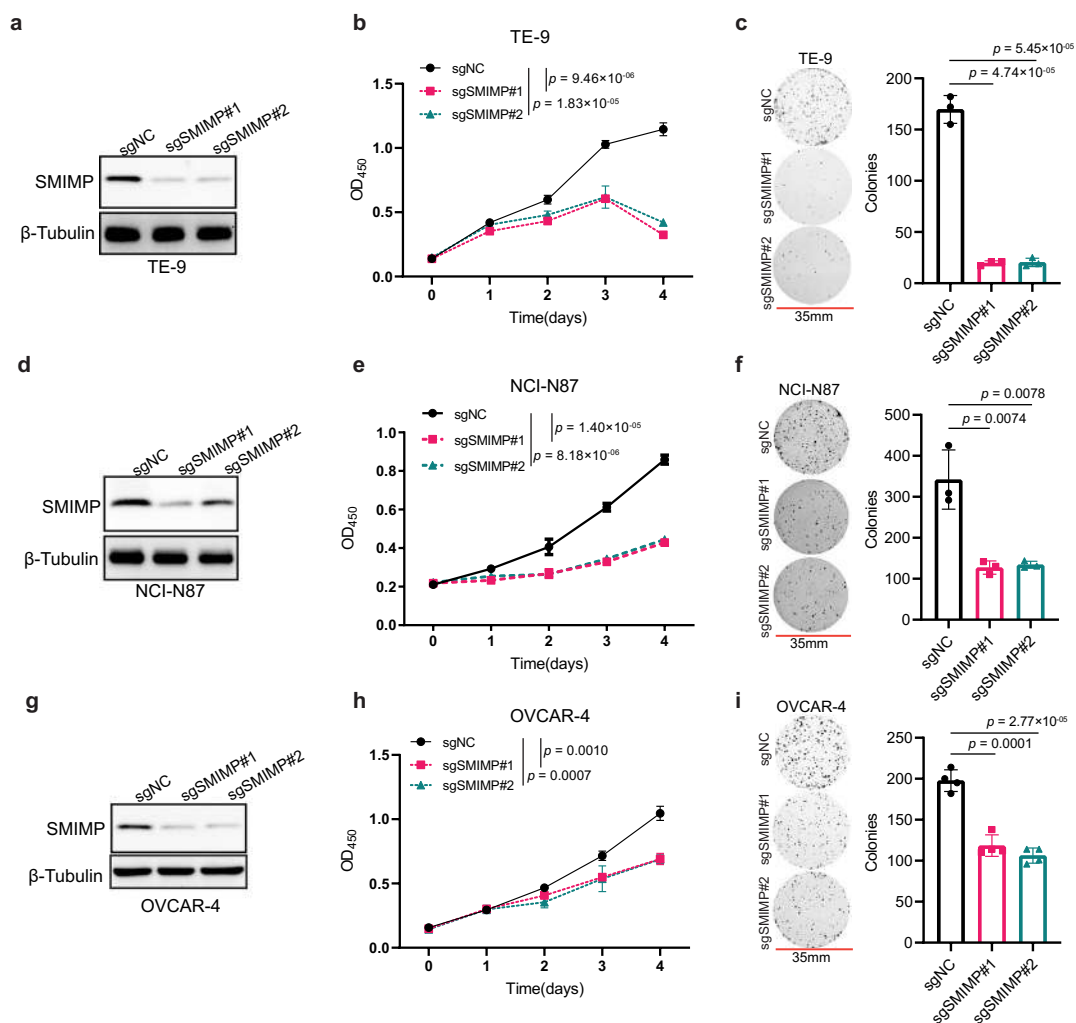 a
sgNC
sgSMIMP#1
sgSMIMP#2
SMIMP
β-Tubulin
TE-9
b
TE-9
sgNC
sgSMIMP#1
sgSMIMP#2
p = 9.46×10-06
p = 1.83×10-05
OD450
1.5
1.0
0.5
0.0
0 1 2 3 4
Time(days)
c
TE-9
sgNC
sgSMIMP#1
sgSMIMP#2
35mm
p = 5.45×10-05
p = 4.74×10-05
Colonies
200
150
100
50
0
sgNC
sgSMIMP#1
sgSMIMP#2
d
sgNC
sgSMIMP#1
sgSMIMP#2
SMIMP
β-Tubulin
NCI-N87
e
NCI-N87
sgNC
sgSMIMP#1
sgSMIMP#2
p = 1.40×10-05
p = 8.18×10-06
OD450
1.0
0.8
0.6
0.4
0.2
0.0
0 1 2 3 4
Time(days)
f
NCI-N87
sgNC
sgSMIMP#1
sgSMIMP#2
35mm
p = 0.0078
p = 0.0074
Colonies
500
400
300
200
100
0
sgNC
sgSMIMP#1
sgSMIMP#2
g
sgNC
sgSMIMP#1
sgSMIMP#2
SMIMP
β-Tubulin
OVCAR-4
h
OVCAR-4
sgNC
sgSMIMP#1
sgSMIMP#2
p = 0.0010
p = 0.0007
OD450
1.5
1.0
0.5
0.0
0 1 2 3 4
Time(days)
i
OVCAR-4
sgNC
sgSMIMP#1
sgSMIMP#2
35mm
p = 2.77×10-05
p = 0.0001
Colonies
250
200
150
100
50
0
sgNC
sgSMIMP#1
sgSMIMP#2